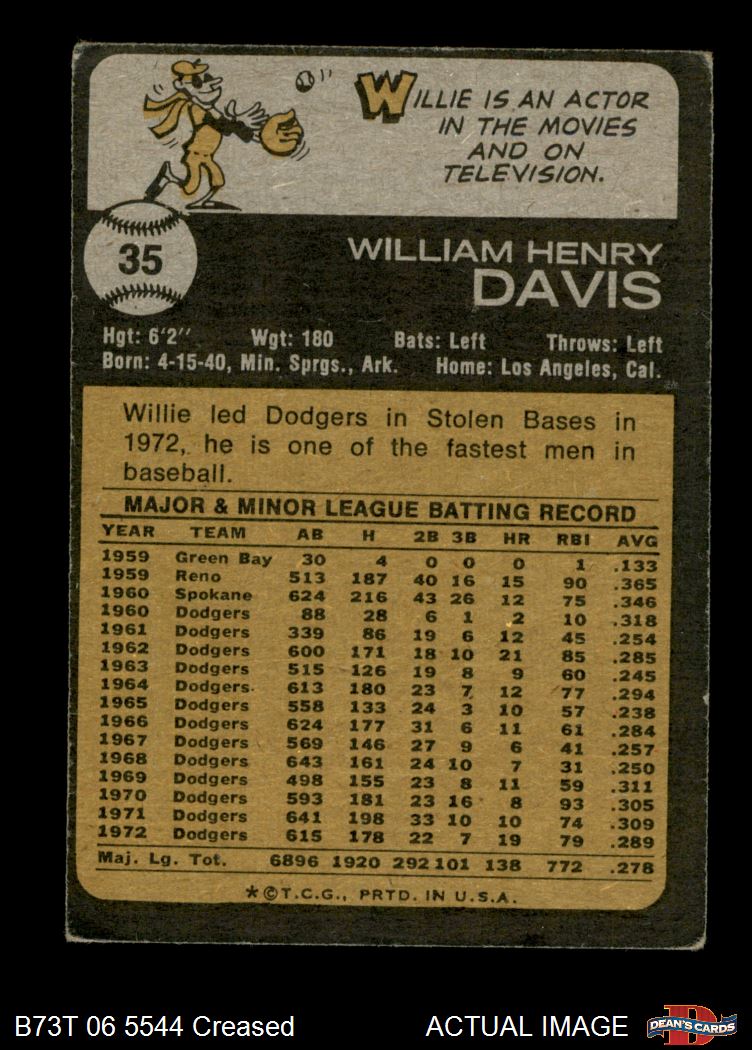 WILLIE IS AN ACTOR
IN THE MOVIES
AND ON
TELEVISION.
35
WILLIAM HENRY
DAVIS
Hgt: 6'2" Wgt: 180 Bats: Left Throws: Left
Born: 4-15-40, Min. Sprgs., Ark. Home: Los Angeles, Cal.
Willie led Dodgers in Stolen Bases in
1972, he is one of the fastest men in
baseball.
MAJOR & MINOR LEAGUE BATTING RECORD
YEAR TEAM AB H 2B 3B HR RBI AVG
1959 Green Bay 30 4 0 0 0 1 .133
1959 Reno 513 187 40 16 15 90 .365
1960 Spokane 624 216 43 26 12 75 .346
1960 Dodgers 88 28 6 1 2 10 .318
1961 Dodgers 339 86 19 6 12 45 .254
1962 Dodgers 600 171 18 10 21 85 .285
1963 Dodgers 515 126 19 8 9 60 .245
1964 Dodgers 613 180 23 7 12 77 .294
1965 Dodgers 558 133 24 3 10 57 .238
1966 Dodgers 624 177 31 6 11 61 .284
1967 Dodgers 569 146 27 9 6 41 .257
1968 Dodgers 643 161 24 10 7 31 .250
1969 Dodgers 498 155 23 8 11 59 .311
1970 Dodgers 593 181 23 16 8 93 .305
1971 Dodgers 641 198 33 10 10 74 .309
1972 Dodgers 615 178 22 7 19 79 .289
Maj. Lg. Tot. 6896 1920 292 101 138 772 .278
*©T.C.G., PRTD. IN U.S.A.
B73T 06 5544 Creased ACTUAL IMAGE
D
DEAN'S CARDS